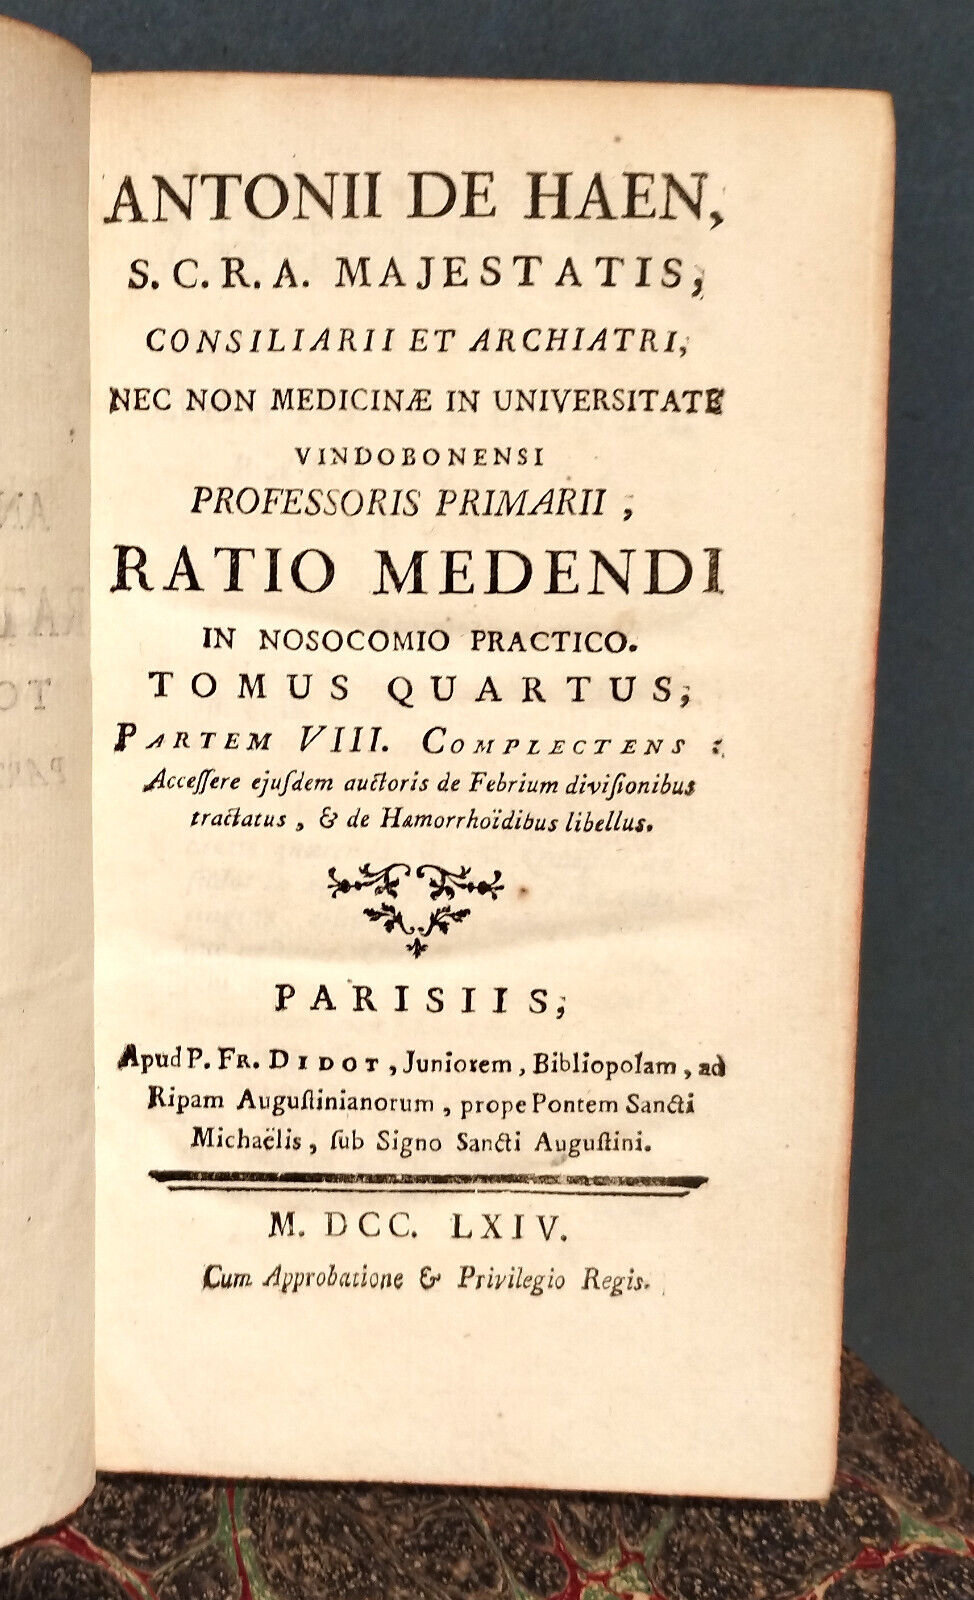 ANTONII DE HAEN,
S. C. R. A. MAJESTATIS,
CONSILIARII ET ARCHIATRI,
NEC NON MEDICINÆ IN UNIVERSITATE
VINDOBONENSI
PROFESSORIS PRIMARII,
RATIO MEDENDI
IN NOSOCOMIO PRACTICO.
TOMUS QUARTUS,
PARTEM VIII. COMPLECTENS :
Acceſſere ejuſdem auctoris de Febrium diviſionibus
tractatus, & de Hæmorrhoïdibus libellus.
PARISIIS,
Apud P. FR. DIDOT, Juniorem, Bibliopolam, ad
Ripam Auguſtinianorum, prope Pontem Sancti
Michaëlis, ſub Signo Sancti Auguſtini.
M. DCC. LXIV.
Cum Approbatione & Privilegio Regis.